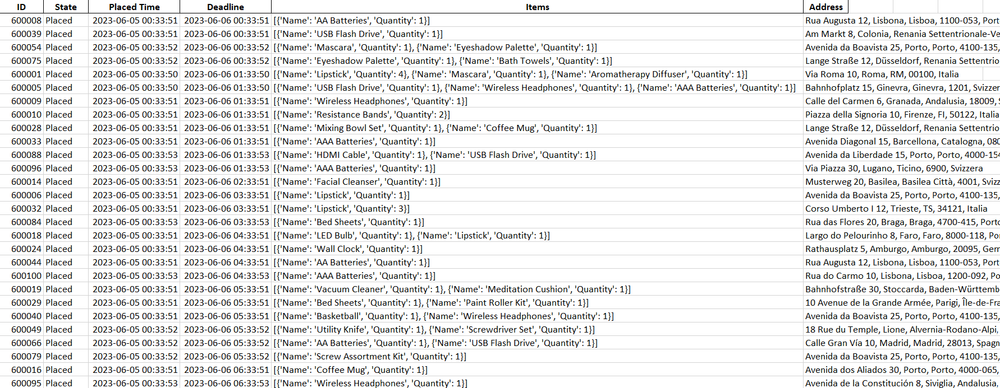 ID State Placed Time Deadline Items Address
600008 Placed 2023-06-05 00:33:51 2023-06-06 00:33:51 [{'Name': 'AA Batteries', 'Quantity': 1}] Rua Augusta 12, Lisbona, Lisboa, 1100-053, Port
600039 Placed 2023-06-05 00:33:51 2023-06-06 00:33:51 [{'Name': 'USB Flash Drive', 'Quantity': 1}] Am Markt 8, Colonia, Renania Settentrionale-Ve
600054 Placed 2023-06-05 00:33:52 2023-06-06 00:33:52 [{'Name': 'Mascara', 'Quantity': 1}, {'Name': 'Eyeshadow Palette', 'Quantity': 1}] Avenida da Boavista 25, Porto, Porto, 4100-135,
600075 Placed 2023-06-05 00:33:52 2023-06-06 00:33:52 [{'Name': 'Eyeshadow Palette', 'Quantity': 1}, {'Name': 'Bath Towels', 'Quantity': 1}] Lange Straße 12, Düsseldorf, Renania Settentrio
600001 Placed 2023-06-05 00:33:50 2023-06-06 01:33:50 [{'Name': 'Lipstick', 'Quantity': 4}, {'Name': 'Mascara', 'Quantity': 1}, {'Name': 'Aromatherapy Diffuser', 'Quantity': 1}] Via Roma 10, Roma, RM, 00100, Italia
600005 Placed 2023-06-05 00:33:50 2023-06-06 01:33:50 [{'Name': 'USB Flash Drive', 'Quantity': 1}, {'Name': 'Wireless Headphones', 'Quantity': 1}, {'Name': 'AAA Batteries', 'Quantity': 1}] Bahnhofplatz 15, Ginevra, Ginevra, 1201, Svizzer
600009 Placed 2023-06-05 00:33:51 2023-06-06 01:33:51 [{'Name': 'Wireless Headphones', 'Quantity': 1}] Calle del Carmen 6, Granada, Andalusia, 18009, S
600010 Placed 2023-06-05 00:33:51 2023-06-06 01:33:51 [{'Name': 'Resistance Bands', 'Quantity': 2}] Piazza della Signoria 10, Firenze, FI, 50122, Italia
600028 Placed 2023-06-05 00:33:51 2023-06-06 01:33:51 [{'Name': 'Mixing Bowl Set', 'Quantity': 1}, {'Name': 'Coffee Mug', 'Quantity': 1}] Lange Straße 12, Düsseldorf, Renania Settentrio
600033 Placed 2023-06-05 00:33:51 2023-06-06 01:33:51 [{'Name': 'AAA Batteries', 'Quantity': 1}] Avenida Diagonal 15, Barcellona, Catalogna, 080
600088 Placed 2023-06-05 00:33:53 2023-06-06 01:33:53 [{'Name': 'HDMI Cable', 'Quantity': 1}, {'Name': 'USB Flash Drive', 'Quantity': 1}] Avenida da Liberdade 15, Porto, Porto, 4000-154
600096 Placed 2023-06-05 00:33:53 2023-06-06 01:33:53 [{'Name': 'AAA Batteries', 'Quantity': 1}] Via Piazza 30, Lugano, Ticino, 6900, Svizzera
600014 Placed 2023-06-05 00:33:51 2023-06-06 02:33:51 [{'Name': 'Facial Cleanser', 'Quantity': 1}] Musterweg 20, Basilea, Basilea Città, 4001, Svizz
600006 Placed 2023-06-05 00:33:51 2023-06-06 03:33:51 [{'Name': 'Lipstick', 'Quantity': 1}] Avenida da Boavista 25, Porto, Porto, 4100-135,
600032 Placed 2023-06-05 00:33:51 2023-06-06 03:33:51 [{'Name': 'Lipstick', 'Quantity': 3}] Corso Umberto I 12, Trieste, TS, 34121, Italia
600084 Placed 2023-06-05 00:33:53 2023-06-06 03:33:53 [{'Name': 'Bed Sheets', 'Quantity': 1}] Rua das Flores 20, Braga, Braga, 4700-415, Porto
600018 Placed 2023-06-05 00:33:51 2023-06-06 04:33:51 [{'Name': 'LED Bulb', 'Quantity': 1}, {'Name': 'Lipstick', 'Quantity': 1}] Largo do Pelourinho 8, Faro, Faro, 8000-118, Po
600024 Placed 2023-06-05 00:33:51 2023-06-06 04:33:51 [{'Name': 'Wall Clock', 'Quantity': 1}] Rathausplatz 5, Amburgo, Amburgo, 20095, Ger
600044 Placed 2023-06-05 00:33:51 2023-06-06 04:33:51 [{'Name': 'AA Batteries', 'Quantity': 1}] Rua Augusta 12, Lisbona, Lisboa, 1100-053, Port
600100 Placed 2023-06-05 00:33:53 2023-06-06 04:33:53 [{'Name': 'AAA Batteries', 'Quantity': 1}] Rua do Carmo 10, Lisbona, Lisboa, 1200-092, Po
600019 Placed 2023-06-05 00:33:51 2023-06-06 05:33:51 [{'Name': 'Vacuum Cleaner', 'Quantity': 1}, {'Name': 'Meditation Cushion', 'Quantity': 1}] Bahnhofstraße 30, Stoccarda, Baden-Württemb
600029 Placed 2023-06-05 00:33:51 2023-06-06 05:33:51 [{'Name': 'Bed Sheets', 'Quantity': 1}, {'Name': 'Paint Roller Kit', 'Quantity': 1}] 10 Avenue de la Grande Armée, Parigi, Île-de-Fra
600040 Placed 2023-06-05 00:33:51 2023-06-06 05:33:51 [{'Name': 'Basketball', 'Quantity': 1}, {'Name': 'Wireless Headphones', 'Quantity': 1}] Avenida da Boavista 25, Porto, Porto, 4100-135,
600049 Placed 2023-06-05 00:33:52 2023-06-06 05:33:52 [{'Name': 'Utility Knife', 'Quantity': 1}, {'Name': 'Screwdriver Set', 'Quantity': 1}] 18 Rue du Temple, Lione, Alvernia-Rodano-Alpi,
600066 Placed 2023-06-05 00:33:52 2023-06-06 05:33:52 [{'Name': 'AA Batteries', 'Quantity': 1}, {'Name': 'USB Flash Drive', 'Quantity': 1}] Calle Gran Vía 10, Madrid, Madrid, 28013, Spagn
600079 Placed 2023-06-05 00:33:52 2023-06-06 05:33:52 [{'Name': 'Screw Assortment Kit', 'Quantity': 1}] Avenida da Boavista 25, Porto, Porto, 4100-135,
600016 Placed 2023-06-05 00:33:51 2023-06-06 06:33:51 [{'Name': 'Coffee Mug', 'Quantity': 1}] Avenida dos Aliados 30, Porto, Porto, 4000-065,
600095 Placed 2023-06-05 00:33:53 2023-06-06 06:33:53 [{'Name': 'Wireless Headphones', 'Quantity': 1}] Avenida de la Constitución 8, Siviglia, Andalusia,